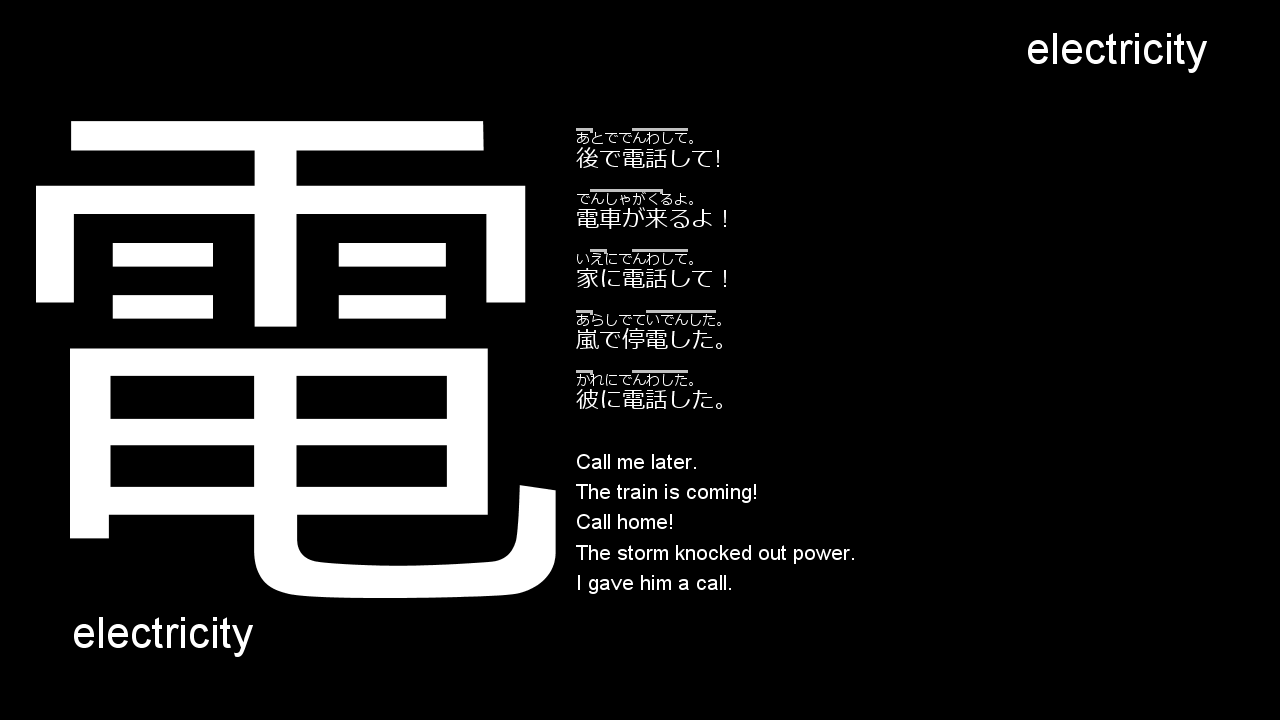 electricity
電
あとででんわして。
後で電話して!
でんしゃがくるよ。
電車が来るよ！
いえにでんわして。
家に電話して！
あらしでていでんした。
嵐で停電した。
かれにでんわした。
彼に電話した。
Call me later.
The train is coming!
Call home!
The storm knocked out power.
I gave him a call.
electricity